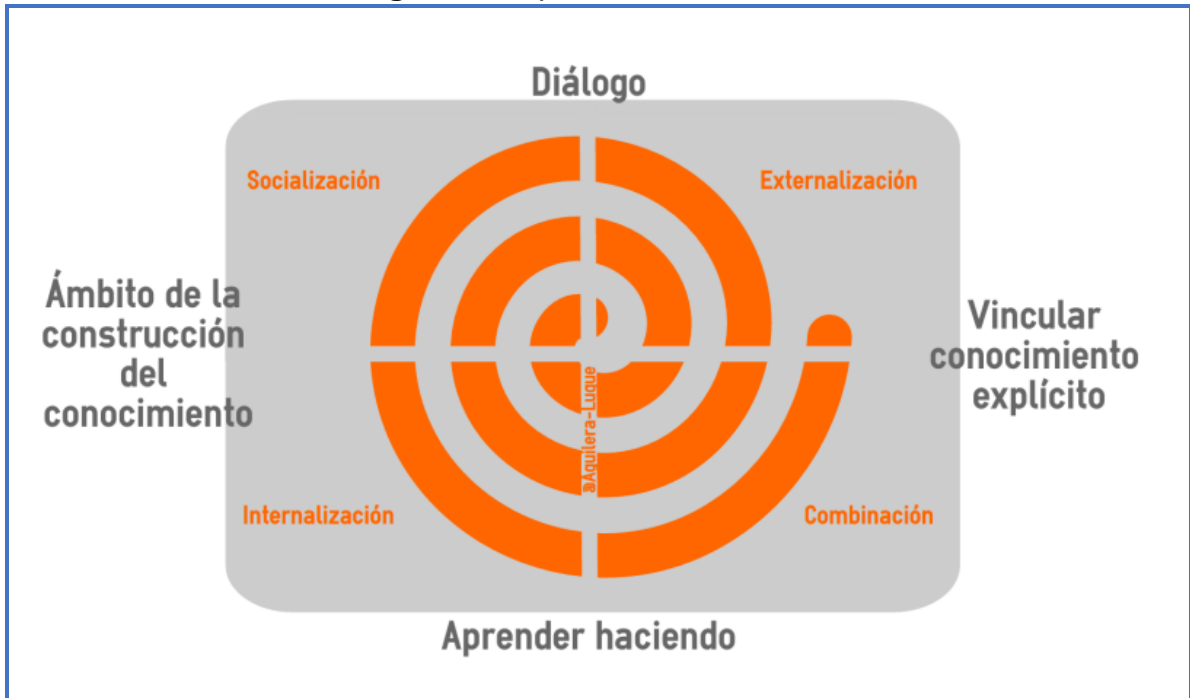 Diálogo
Socialización
Externalización
Ámbito de la
construcción
del
conocimiento
Vincular
conocimiento
explícito
@Aguilera-Luque
Internalización
Combinación
Aprender haciendo